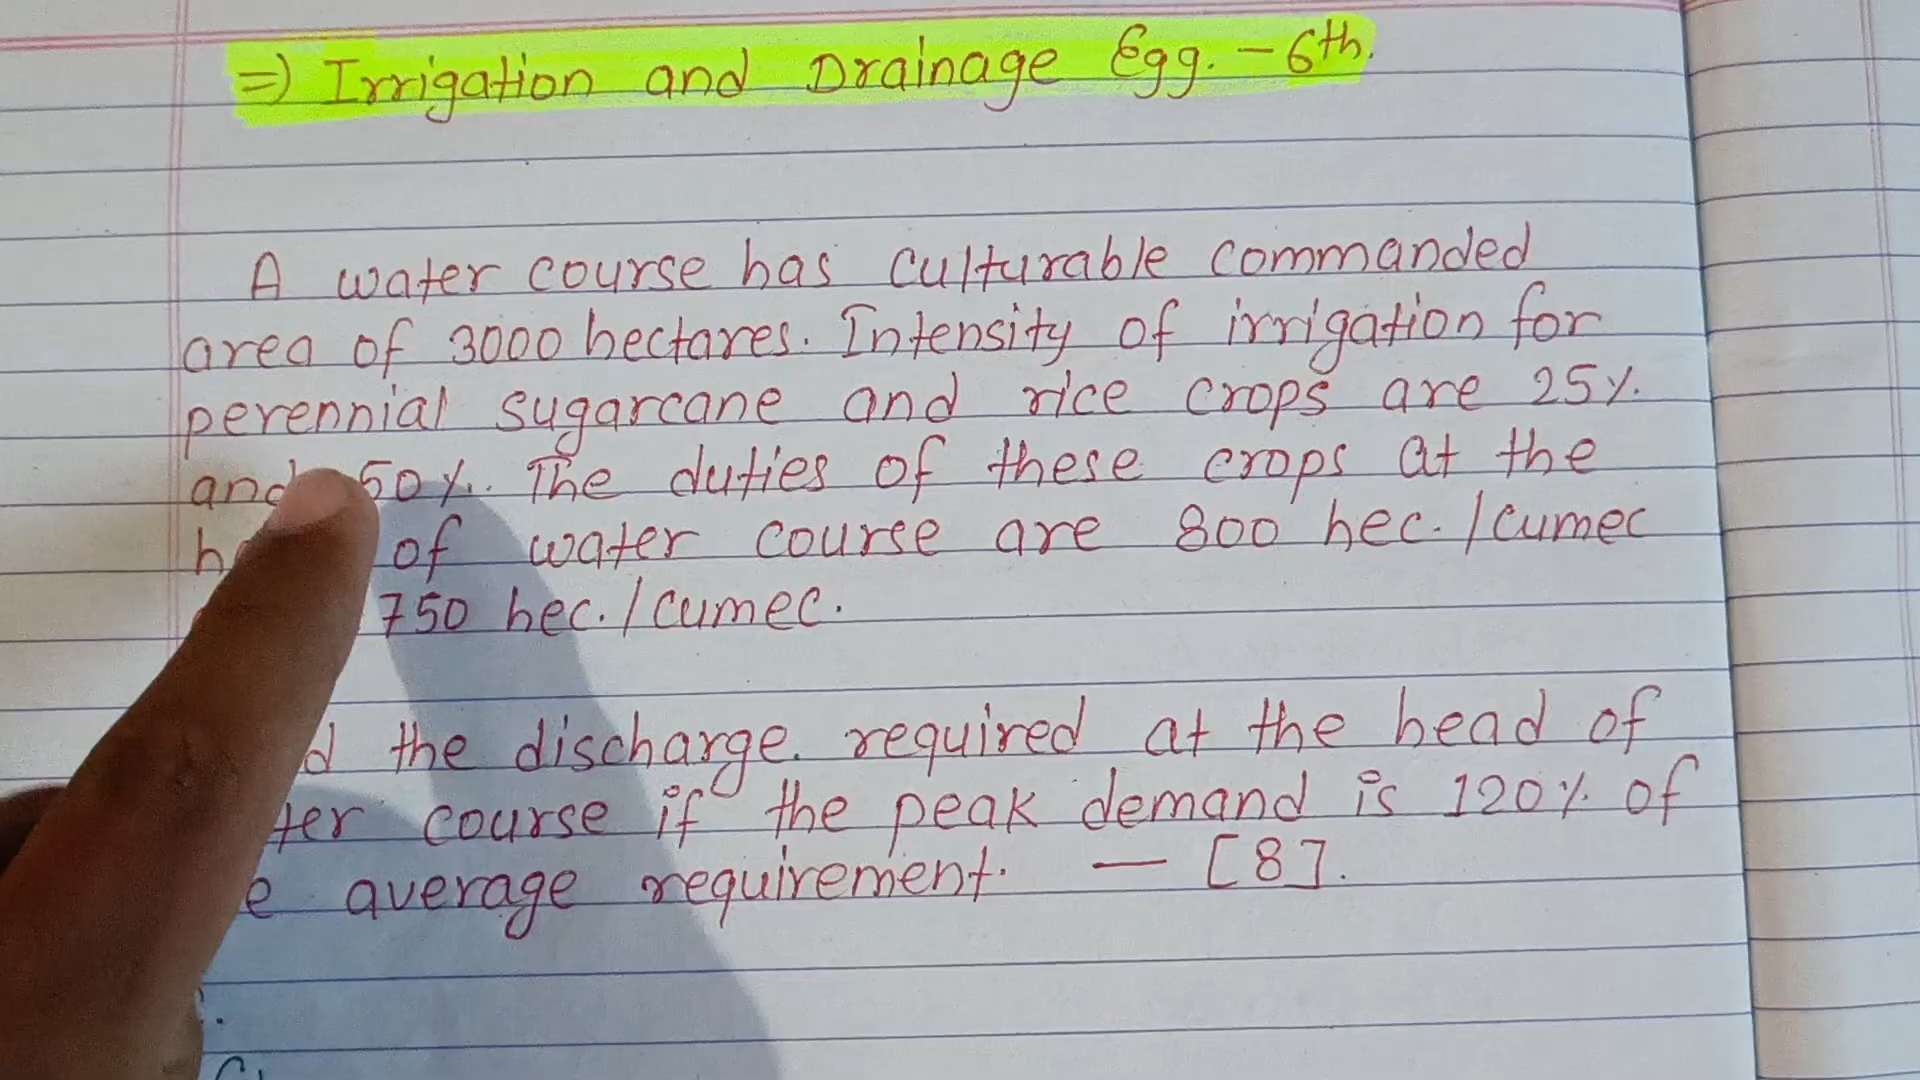 => Irrigation and Drainage Egg. - 6th.
A water course has culturable commanded
area of 3000 hectares. Intensity of irrigation for
perennial sugarcane and rice crops are 25%.
and 50%. The duties of these crops at the
of water course are 800 hec./cumec
750 hec./cumec.
the discharge. required at the head of
course if the peak demand is 120% of
average requirement. — [8].